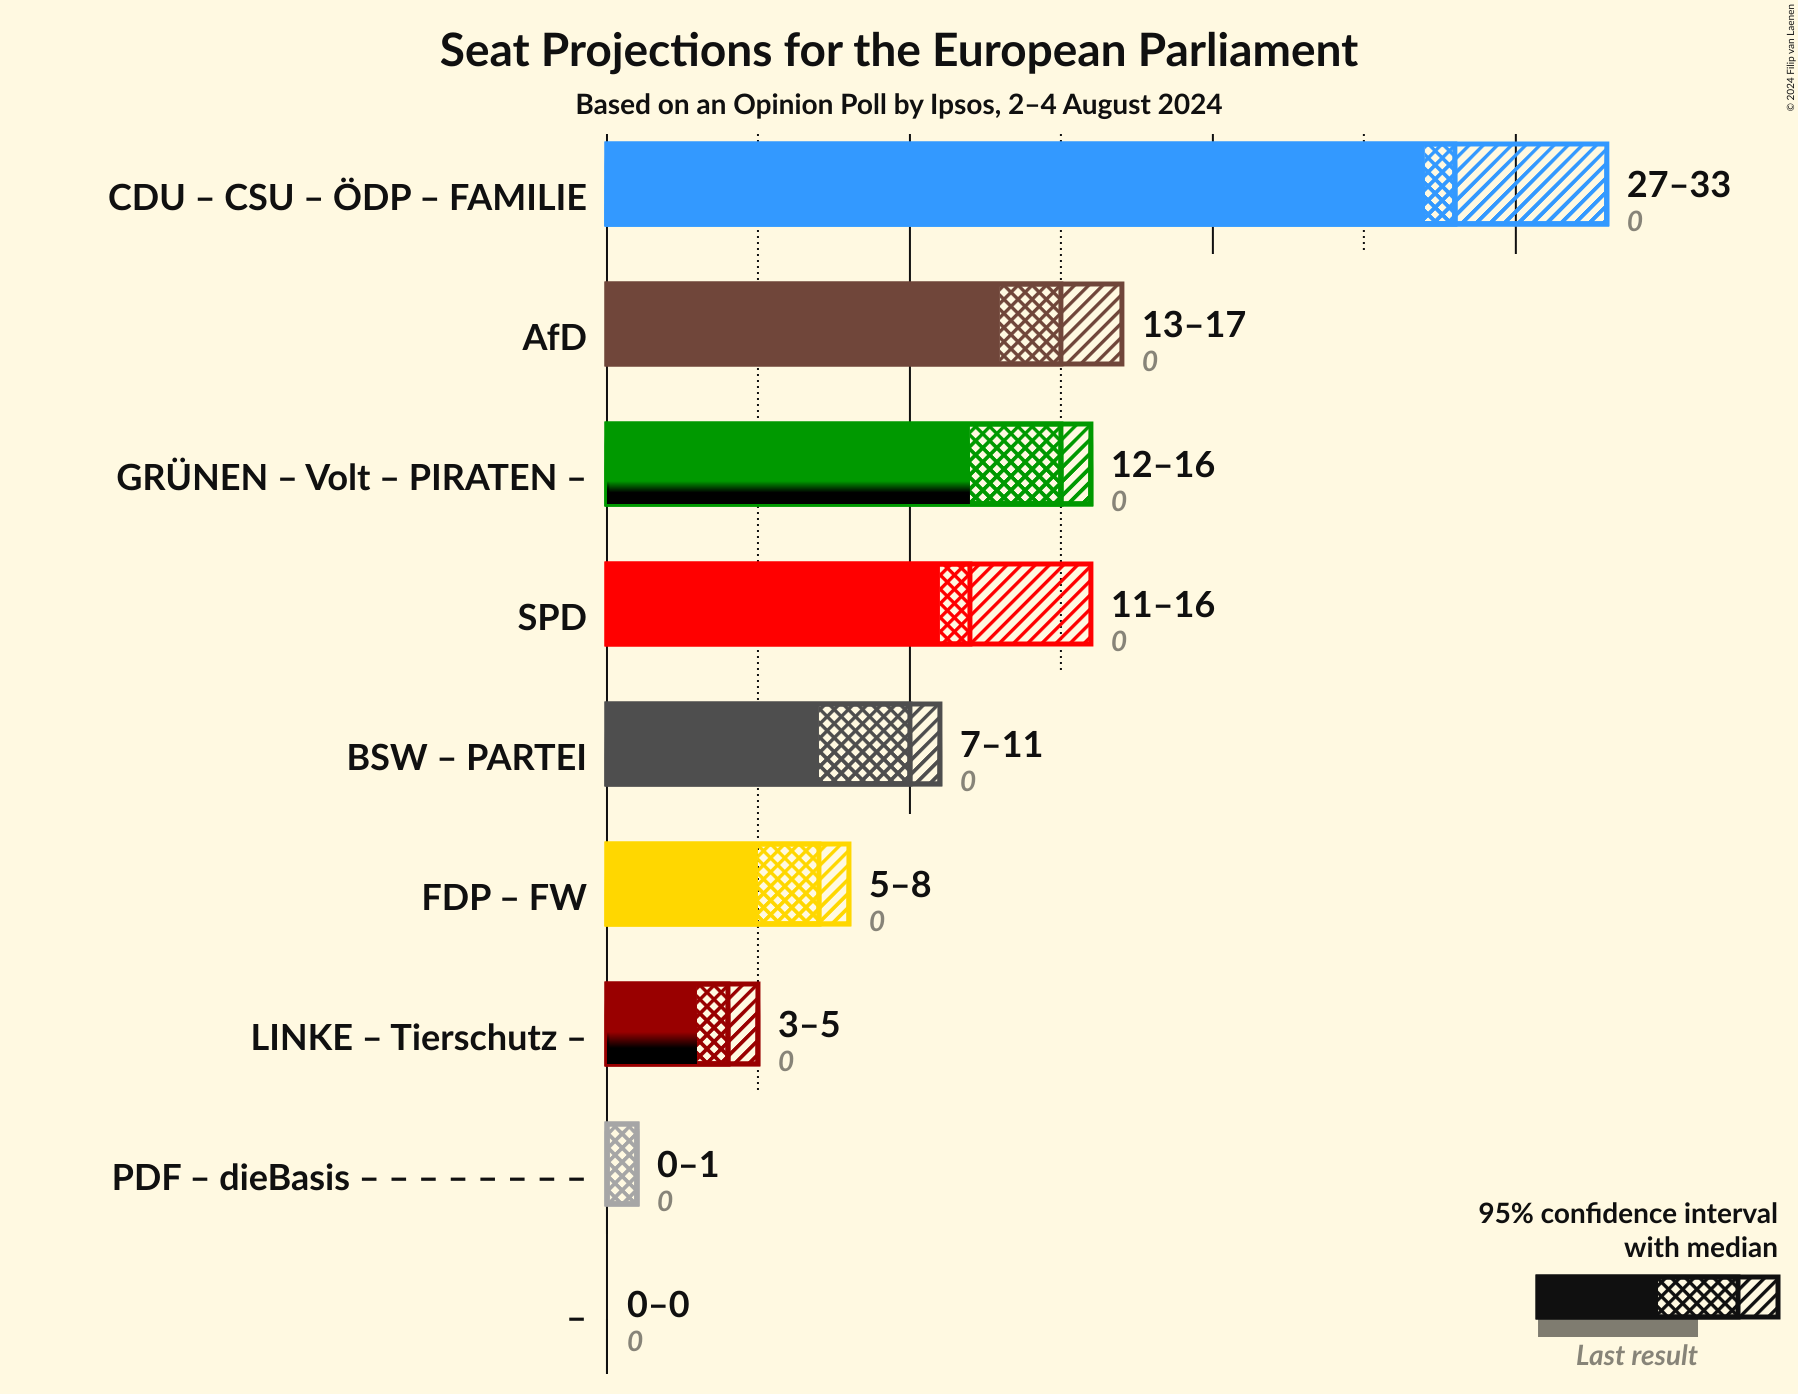 Seat Projections for the European Parliament
Based on an Opinion Poll by Ipsos, 2–4 August 2024
© 2024 Filip van Laenen
CDU – CSU – ÖDP – FAMILIE
27–33
0
AfD
13–17
0
GRÜNEN – Volt – PIRATEN –
12–16
0
SPD
11–16
0
BSW – PARTEI
7–11
0
FDP – FW
5–8
0
LINKE – Tierschutz –
3–5
0
PDF – dieBasis – – – – – – – –
0–1
0
–
0–0
0
95% confidence interval
with median
Last result